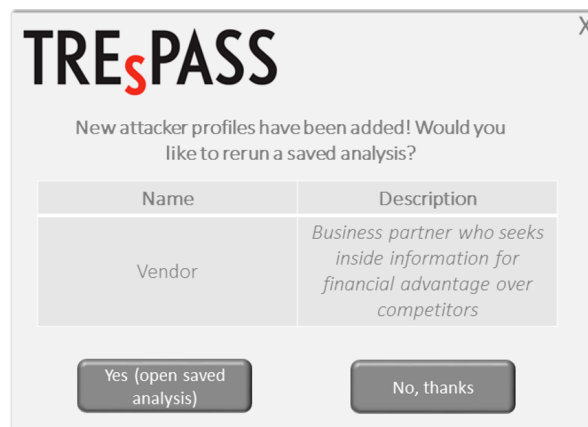 X
TREsPASS
New attacker profiles have been added! Would you
like to rerun a saved analysis?
Name Description
Vendor
Business partner who seeks
inside information for
financial advantage over
competitors
Yes (open saved
analysis)
No, thanks